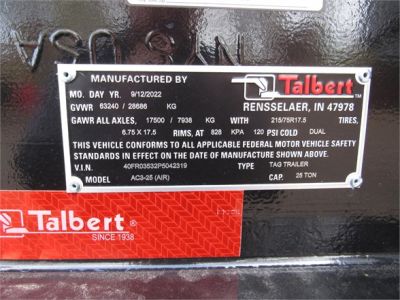 USA
MANUFACTURED BY Talbert™
MO. DAY YR. 9/12/2022 RENSSELAER, IN 47978
GVWR 63240 / 28686 KG
GAWR ALL AXLES, 17500 / 7938 KG WITH 215/75R17.5 TIRES,
6.75 X 17.5 RIMS, AT 828 KPA 120 PSI COLD DUAL
THIS VEHICLE CONFORMS TO ALL APPLICABLE FEDERAL MOTOR VEHICLE SAFETY
STANDARDS IN EFFECT ON THE DATE OF MANUFACTURE SHOWN ABOVE.
V.I.N. 40FR03532P5042319 TYPE TAG TRAILER
MODEL AC3-25 (AIR) CAP. 25 TON
Talbert®
SINCE 1938